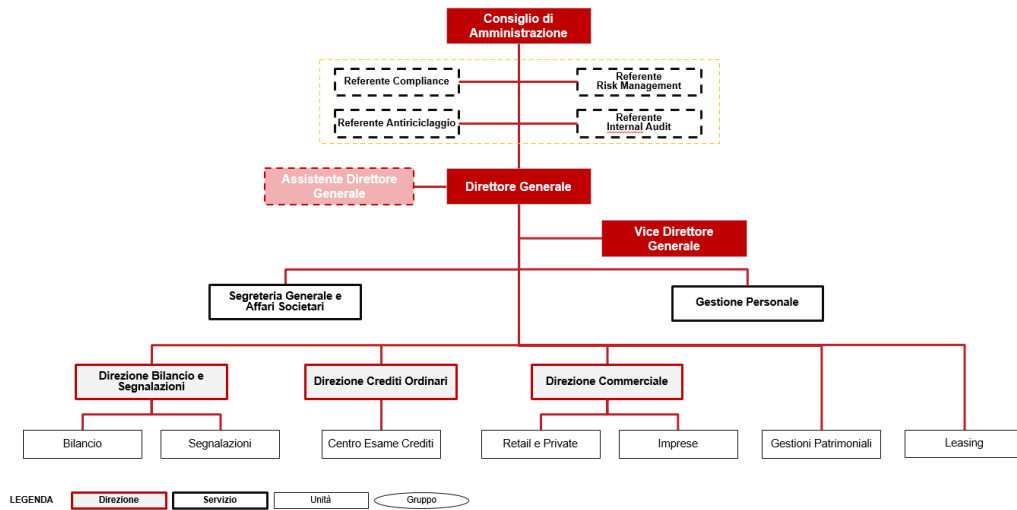 Consiglio di
Amministrazione
Referente Compliance
Referente
Risk Management
Referente Antiriciclaggio
Referente
Internal Audit
Assistente Direttore
Generale
Direttore Generale
Vice Direttore
Generale
Segreteria Generale e
Affari Societari
Gestione Personale
Direzione Bilancio e
Segnalazioni
Direzione Crediti Ordinari
Direzione Commerciale
Bilancio
Segnalazioni
Centro Esame Crediti
Retail e Private
Imprese
Gestioni Patrimoniali
Leasing
LEGENDA
Direzione
Servizio
Unità
Gruppo